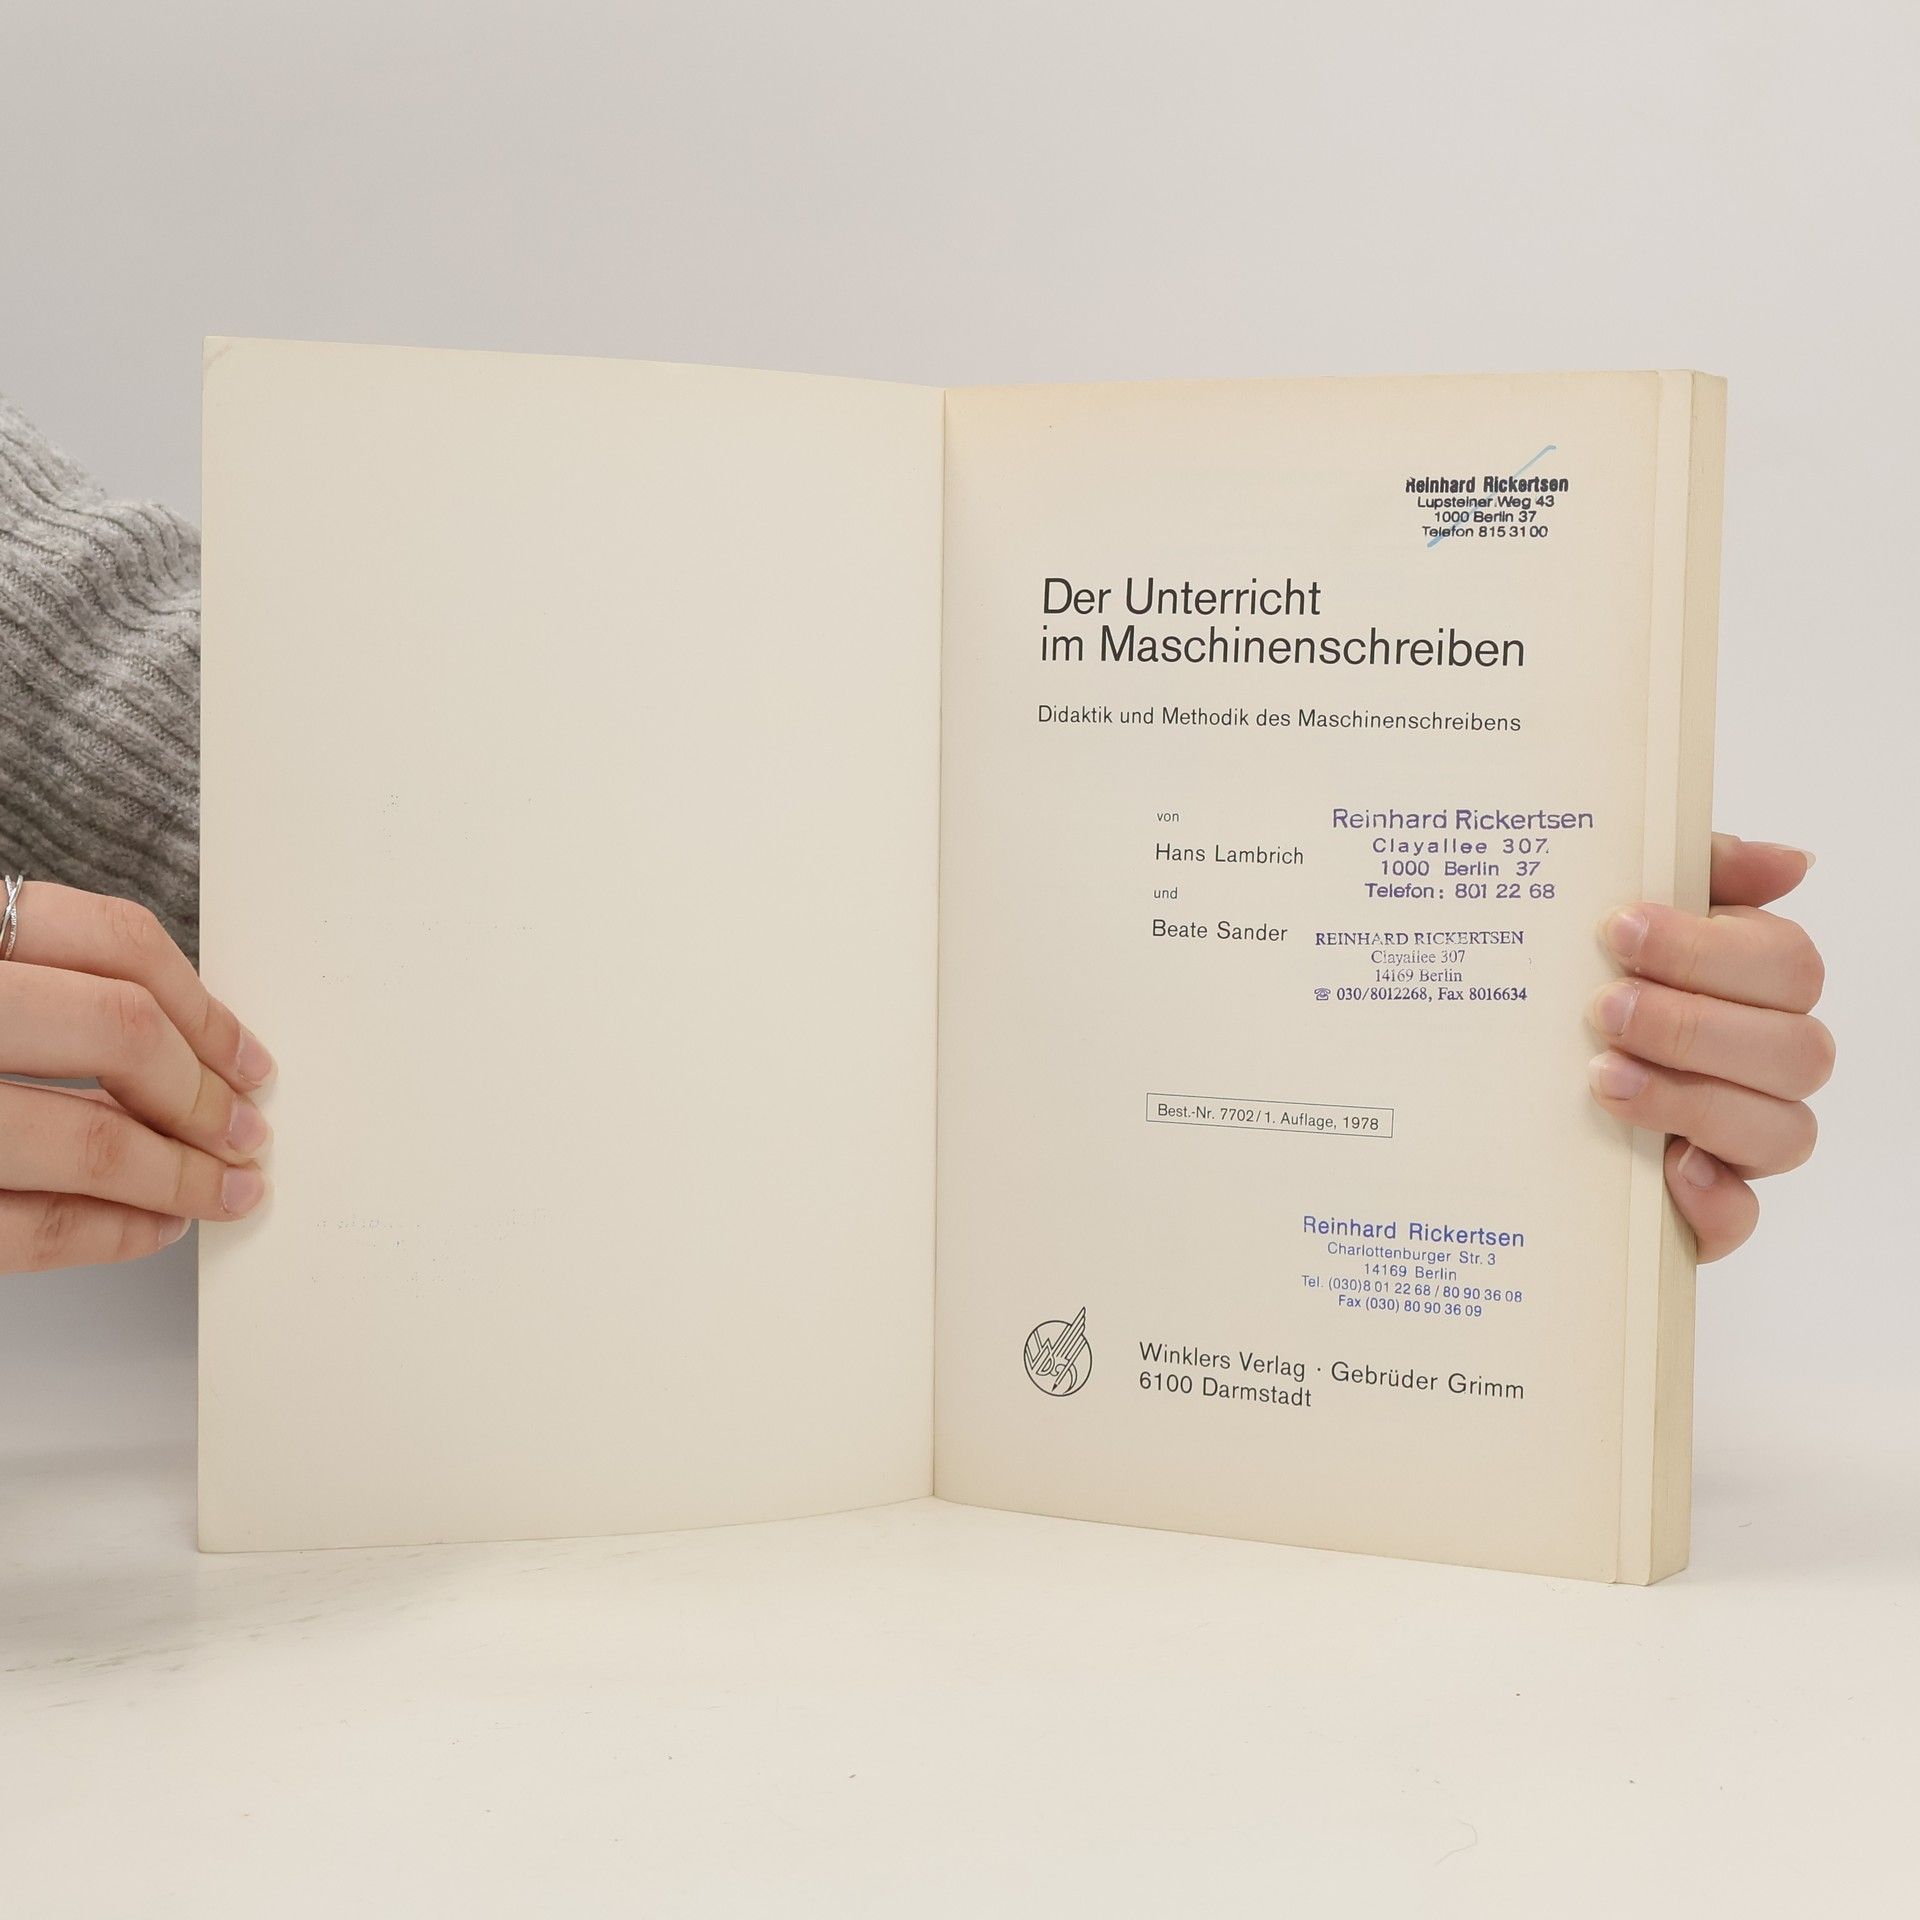 Reinhard Rickertsen
Lupsteiner Weg 43
1000 Berlin 37
Telefon 815 31 00
Der Unterricht
im Maschinenschreiben
Didaktik und Methodik des Maschinenschreibens
von
Hans Lambrich
und
Beate Sander
Reinhard Rickertsen
Clayallee 307
1000 Berlin 37
Telefon: 801 22 68
REINHARD RICKERTSEN
Clayallee 307
14169 Berlin
☏ 030/8012268, Fax 8016634
Best.-Nr. 7702/1. Auflage, 1978
Reinhard Rickertsen
Charlottenburger Str. 3
14169 Berlin
Tel. (030)8 01 22 68 / 80 90 36 08
Fax (030) 80 90 36 09
Winklers Verlag · Gebrüder Grimm
6100 Darmstadt